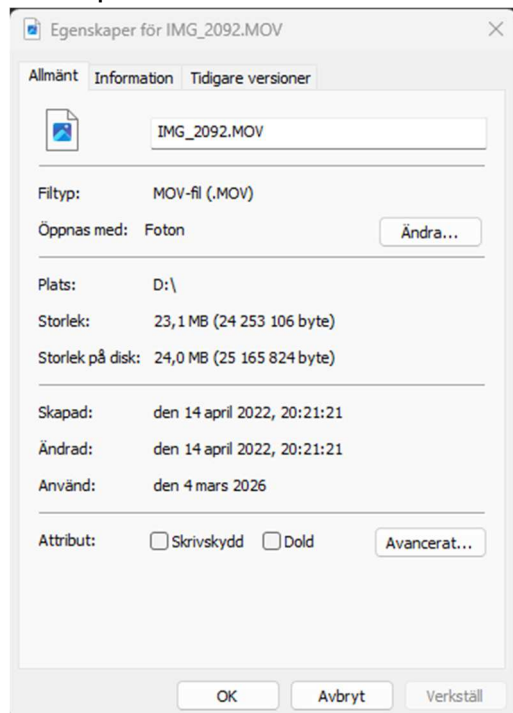 Egenskaper för IMG_2092.MOV
Allmänt Information Tidigare versioner
IMG_2092.MOV
Filtyp: MOV-fil (.MOV)
Öppnas med: Foton Ändra...
Plats: D:\
Storlek: 23,1 MB (24 253 106 byte)
Storlek på disk: 24,0 MB (25 165 824 byte)
Skapad: den 14 april 2022, 20:21:21
Ändrad: den 14 april 2022, 20:21:21
Använd: den 4 mars 2026
Attribut: Skrivskydd Dold Avancerat...
OK Avbryt Verkställ